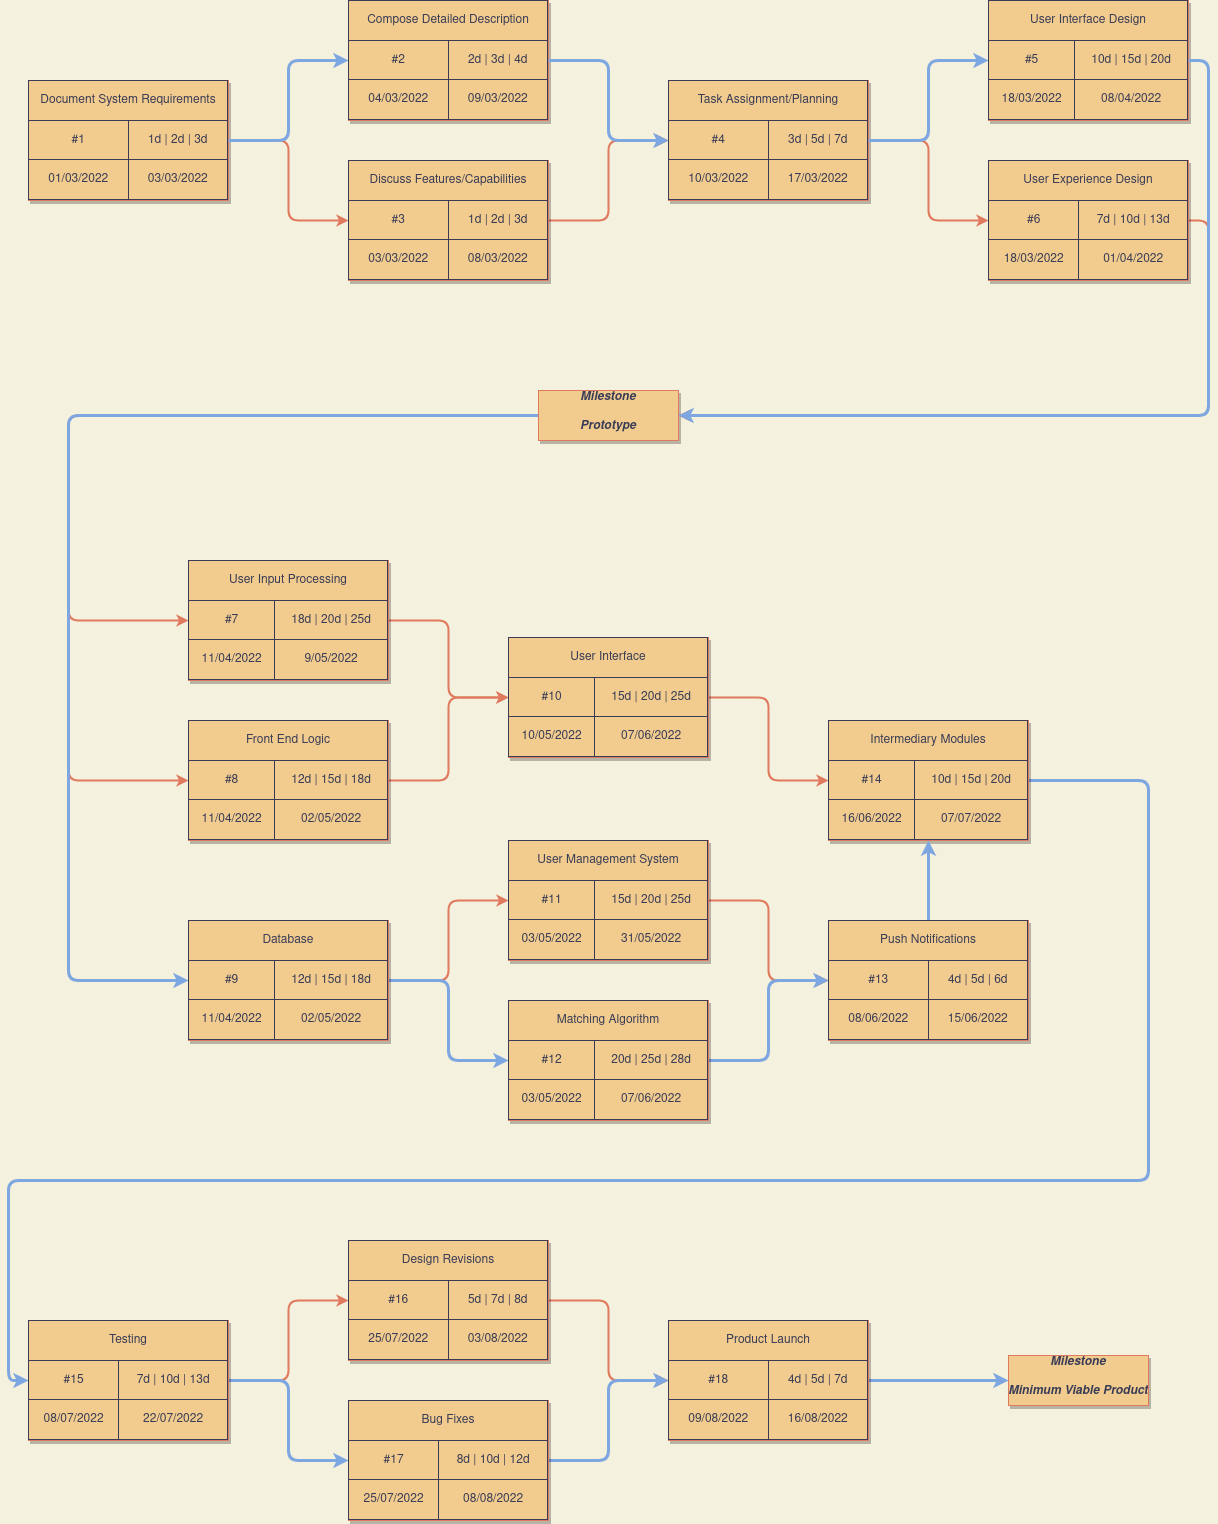 Compose Detailed Description
#2
2d | 3d | 4d
04/03/2022
09/03/2022
User Interface Design
#5
10d | 15d | 20d
18/03/2022
08/04/2022
Document System Requirements
#1
1d | 2d | 3d
01/03/2022
03/03/2022
Task Assignment/Planning
#4
3d | 5d | 7d
10/03/2022
17/03/2022
Discuss Features/Capabilities
#3
1d | 2d | 3d
03/03/2022
08/03/2022
User Experience Design
#6
7d | 10d | 13d
18/03/2022
01/04/2022
Milestone
Prototype
User Input Processing
#7
18d | 20d | 25d
11/04/2022
9/05/2022
User Interface
#10
15d | 20d | 25d
10/05/2022
07/06/2022
Front End Logic
#8
12d | 15d | 18d
11/04/2022
02/05/2022
Intermediary Modules
#14
10d | 15d | 20d
16/06/2022
07/07/2022
User Management System
#11
15d | 20d | 25d
03/05/2022
31/05/2022
Database
#9
12d | 15d | 18d
11/04/2022
02/05/2022
Push Notifications
#13
4d | 5d | 6d
08/06/2022
15/06/2022
Matching Algorithm
#12
20d | 25d | 28d
03/05/2022
07/06/2022
Design Revisions
#16
5d | 7d | 8d
25/07/2022
03/08/2022
Testing
#15
7d | 10d | 13d
08/07/2022
22/07/2022
Product Launch
#18
4d | 5d | 7d
09/08/2022
16/08/2022
Milestone
Minimum Viable Product
Bug Fixes
#17
8d | 10d | 12d
25/07/2022
08/08/2022